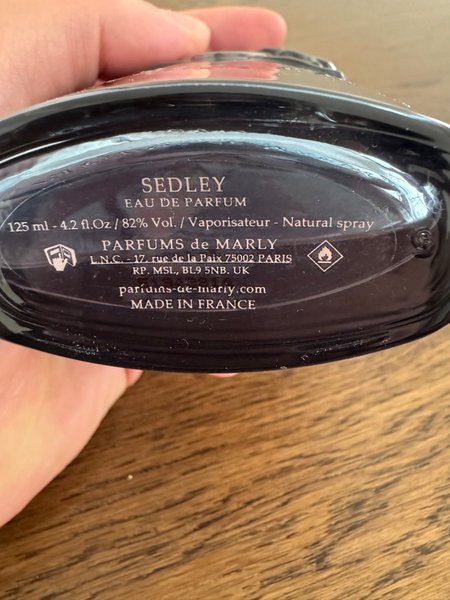 SEDLEY
EAU DE PARFUM
125 ml - 4.2 fl.Oz / 82% Vol. / Vaporisateur - Natural spray
PARFUMS de MARLY
L.N.C. - 17, rue de la Paix 75002 PARIS
RP. MSL, BL9 5NB. UK
parfums-de-marly.com
MADE IN FRANCE